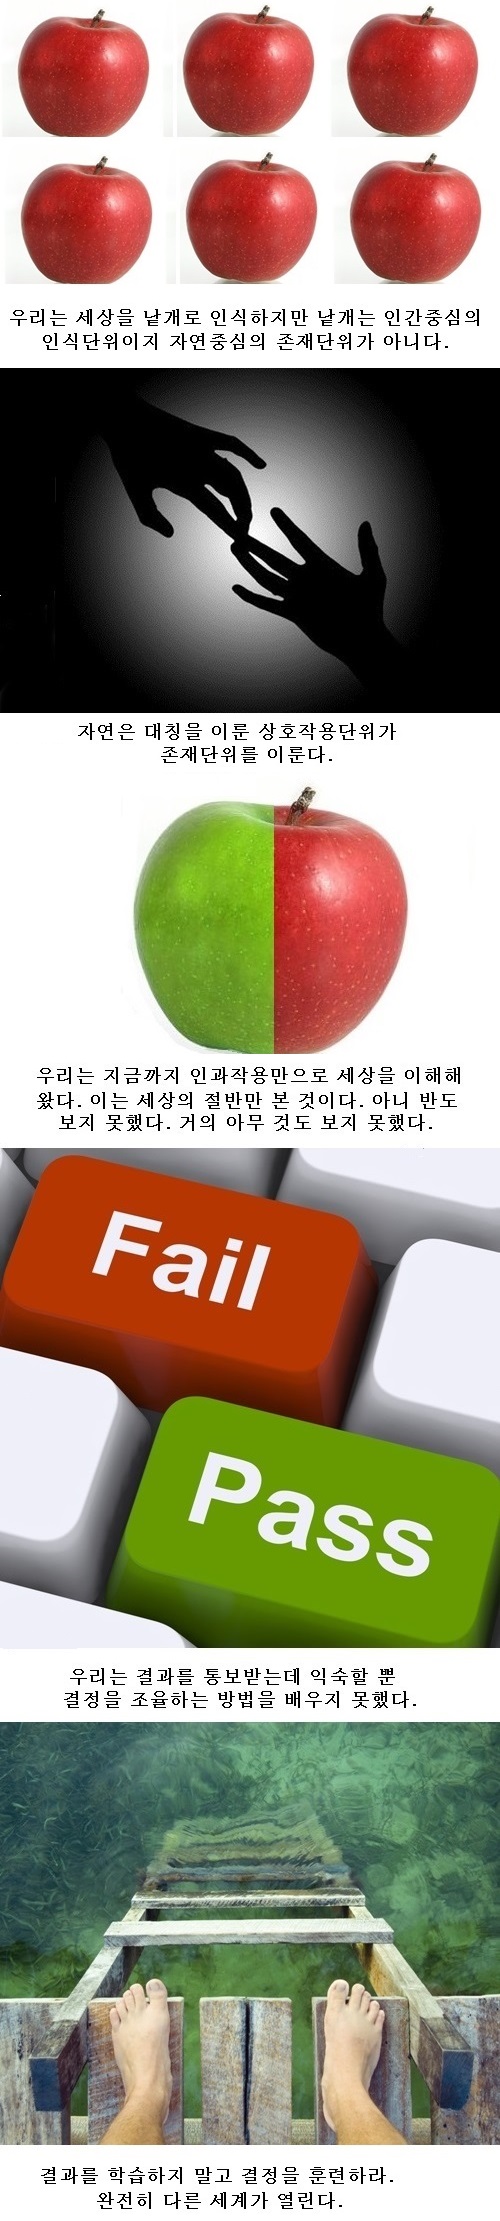 우리는 세상을 낱개로 인식하지만 낱개는 인간중심의
인식단위이지 자연중심의 존재단위가 아니다.
자연은 대칭을 이룬 상호작용단위가
존재단위를 이룬다.
우리는 지금까지 인과작용만으로 세상을 이해해
왔다. 이는 세상의 절반만 본 것이다. 아니 반도
보지 못했다. 거의 아무 것도 보지 못했다.
Fail
Pass
우리는 결과를 통보받는데 익숙할 뿐
결정을 조율하는 방법을 배우지 못했다.
결과를 학습하지 말고 결정을 훈련하라.
완전히 다른 세계가 열린다.